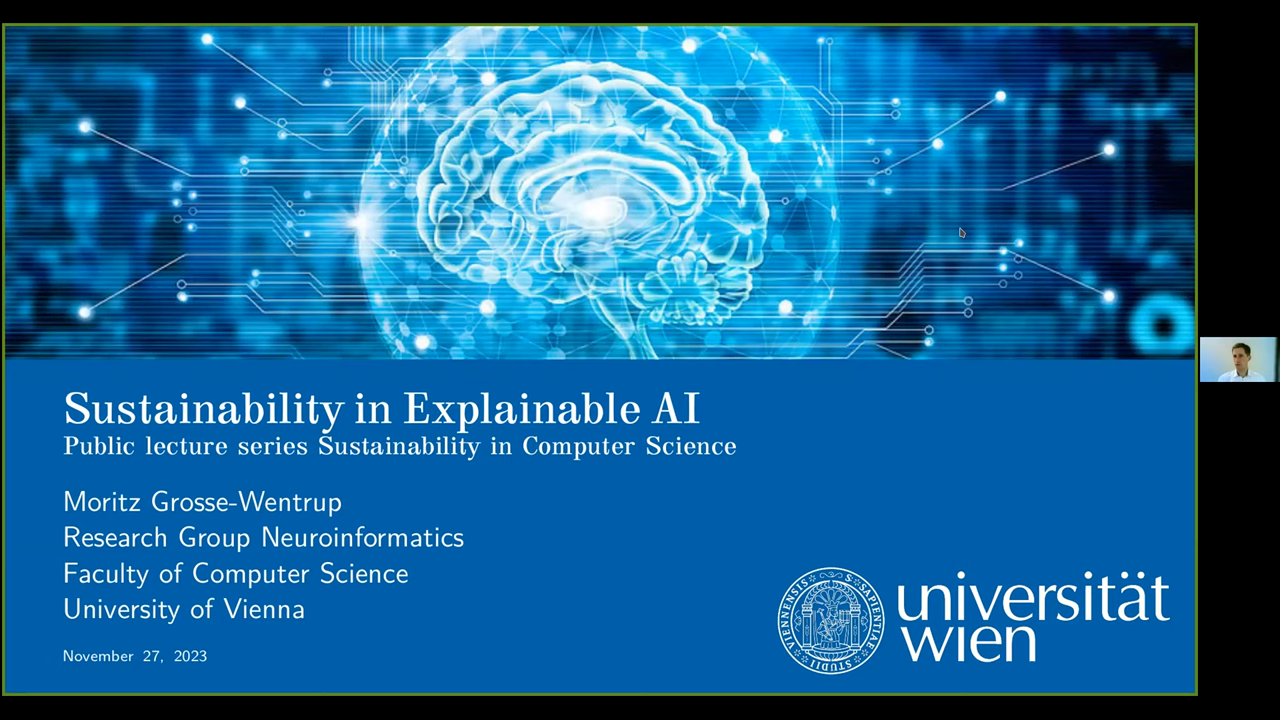 Sustainability in Explainable AI
Public lecture series Sustainability in Computer Science
Moritz Grosse-Wentrup
Research Group Neuroinformatics
Faculty of Computer Science
University of Vienna
November 27, 2023
universität
wien